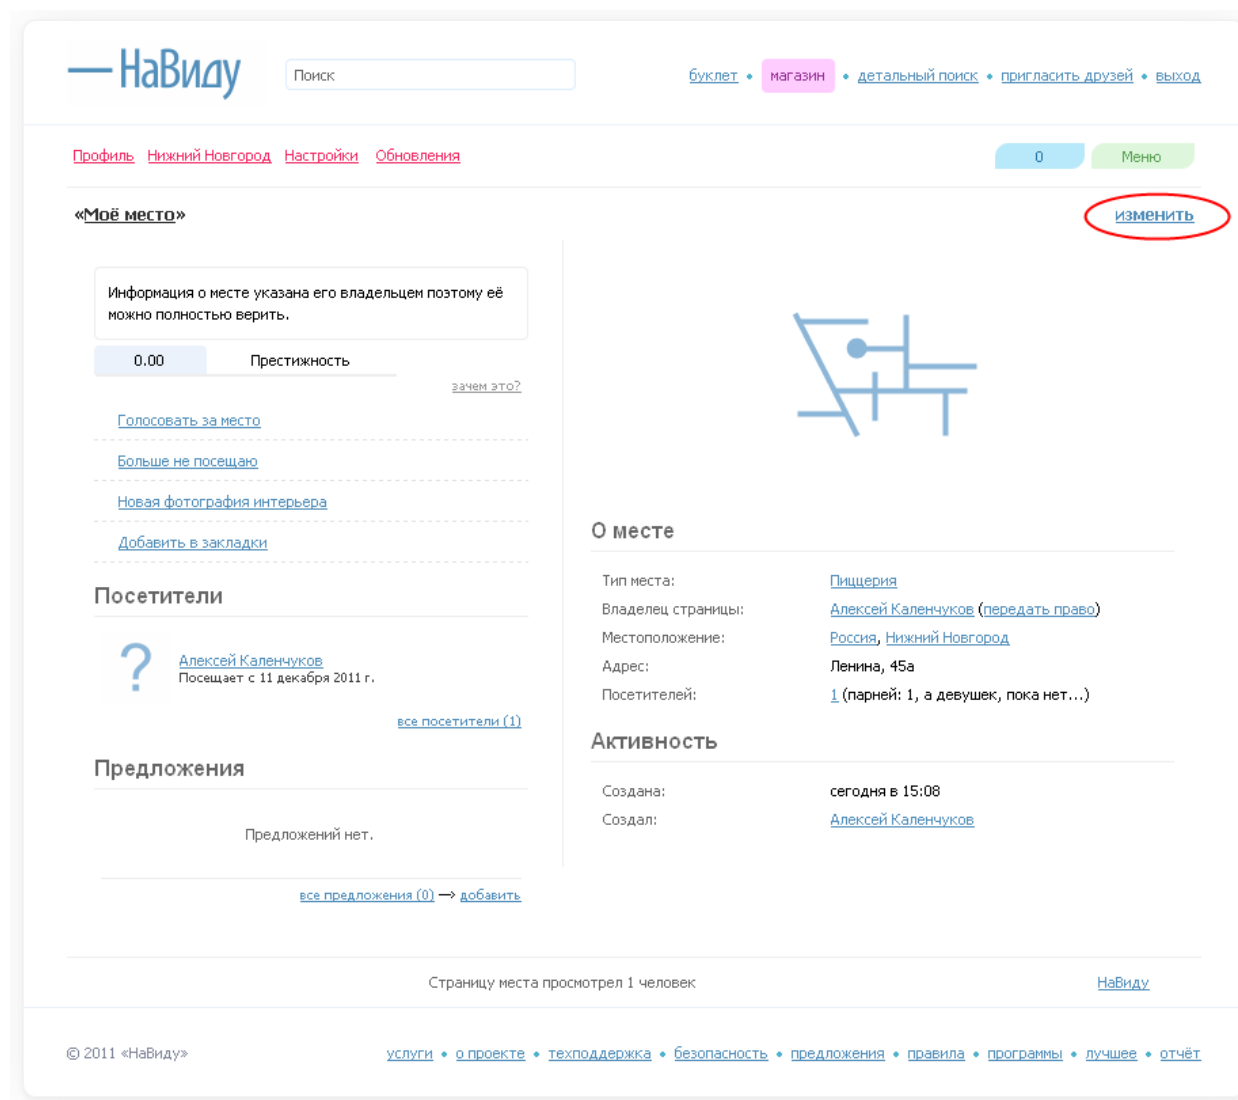 НаВиду
Поиск
буклет • магазин • детальный поиск • пригласить друзей • выход
Профиль Нижний Новгород Настройки Обновления
0 Меню
«Моё место»
изменить
Информация о месте указана его владельцем поэтому её
можно полностью верить.
0.00 Престижность
зачем это?
Голосовать за место
Больше не посещаю
Новая фотография интерьера
Добавить в закладки
Посетители
?
Алексей Каленчуков
Посещает с 11 декабря 2011 г.
все посетители (1)
Предложения
Предложений нет.
все предложения (0) → добавить
О месте
Тип места: Пиццерия
Владелец страницы: Алексей Каленчуков (передать право)
Местоположение: Россия, Нижний Новгород
Адрес: Ленина, 45а
Посетителей: 1 (парней: 1, а девушек, пока нет...)
Активность
Создана: сегодня в 15:08
Создал: Алексей Каленчуков
Страницу места просмотрел 1 человек
НаВиду
© 2011 «НаВиду»
услуги • о проекте • техподдержка • безопасность • предложения • правила • программы • лучшее • отчёт